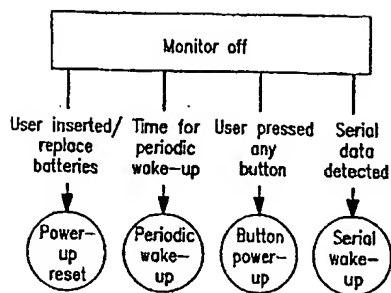 Monitor off
User inserted/
replace
batteries
Time for
periodic
wake-up
User pressed
any
button
Serial
data
detected
Power-
up
reset
Periodic
wake-
up
Button
power-
up
Serial
wake-
up